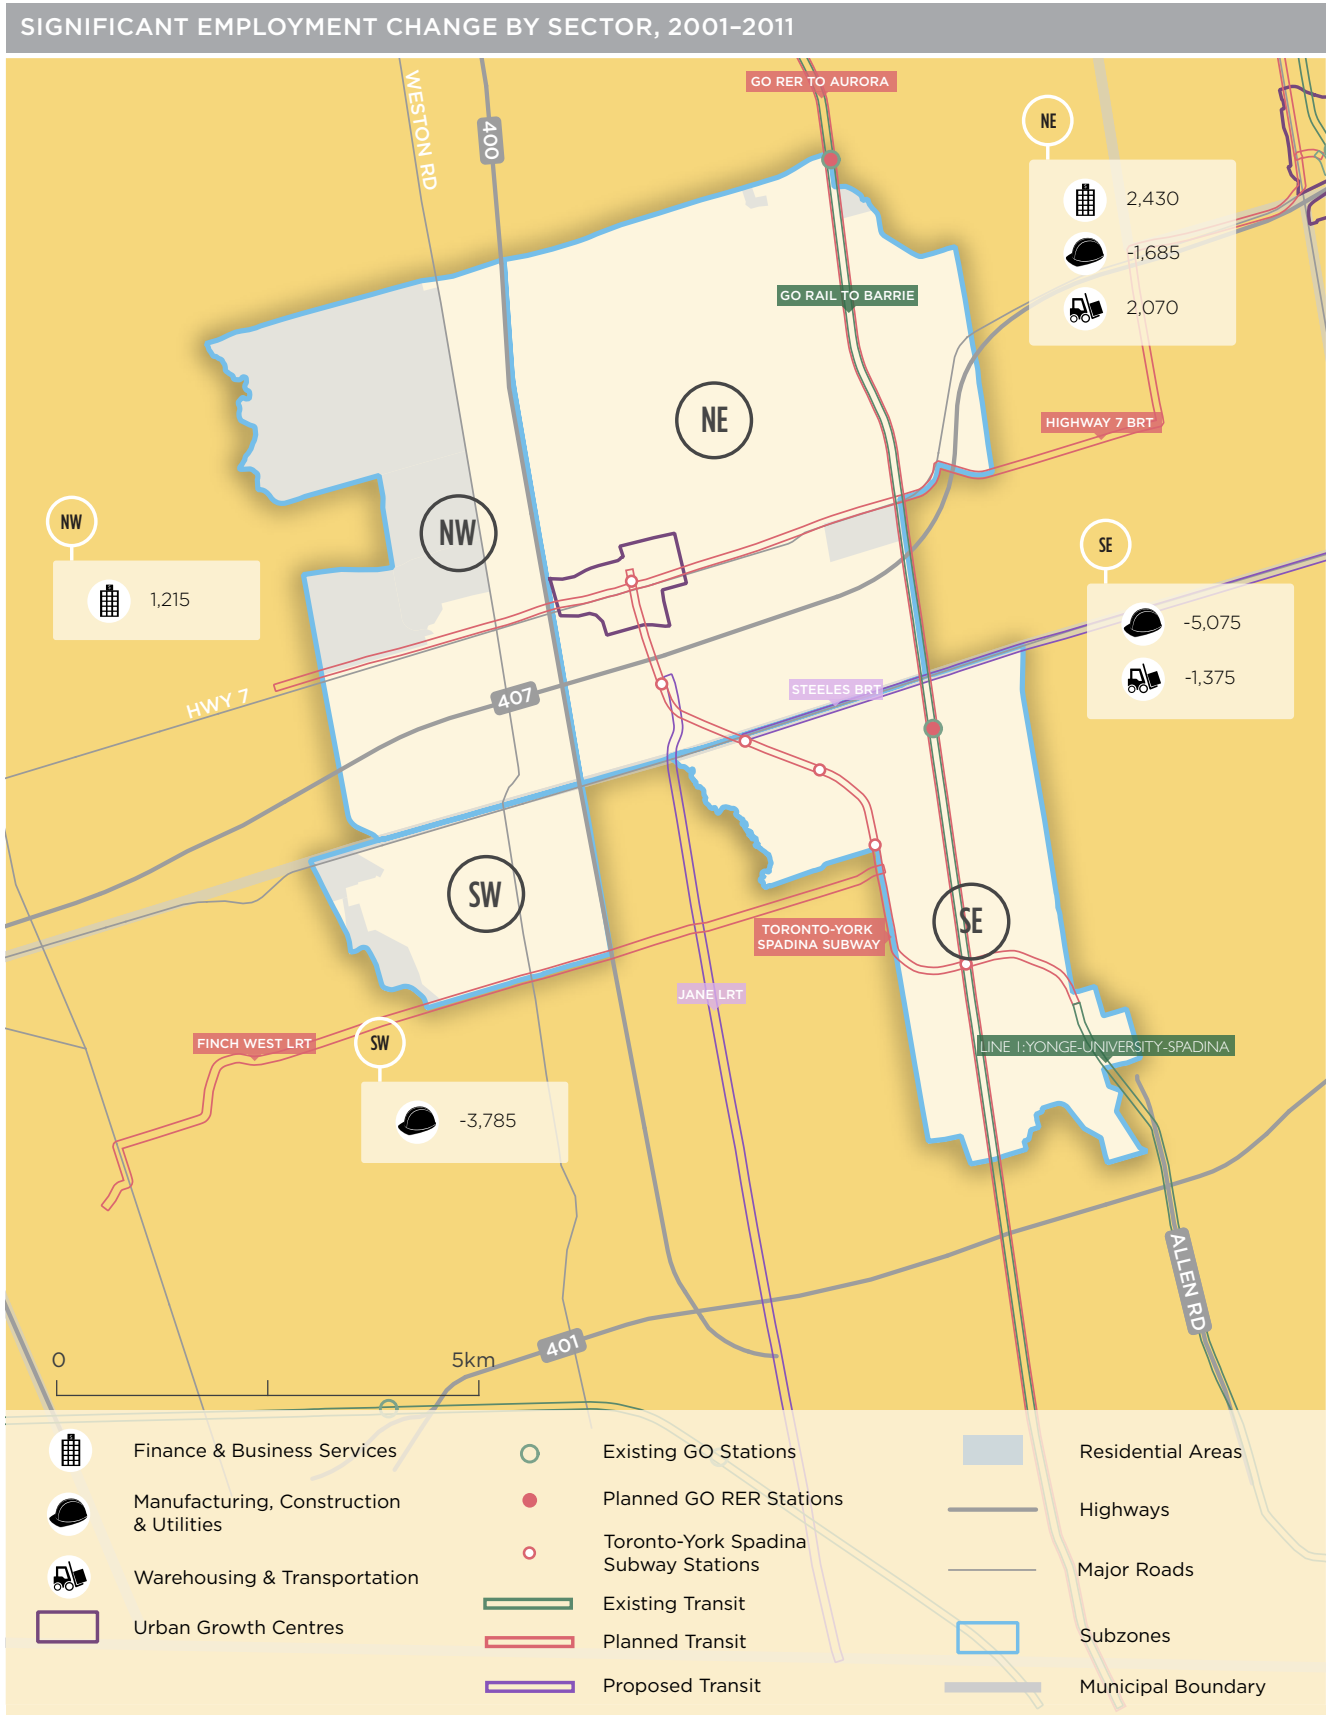 SIGNIFICANT EMPLOYMENT CHANGE BY SECTOR, 2001–2011
GO RER TO AURORA
WESTON RD
400
NE
2,430
-1,685
2,070
GO RAIL TO BARRIE
NE
HIGHWAY 7 BRT
NW
1,215
NW
SE
-5,075
-1,375
HWY 7
407
STEELES BRT
SW
SE
TORONTO-YORK
SPADINA SUBWAY
JANE LRT
FINCH WEST LRT
SW
-3,785
LINE 1:YONGE-UNIVERSITY-SPADINA
ALLEN RD
401
0
5km
Finance & Business Services
Manufacturing, Construction
& Utilities
Warehousing & Transportation
Urban Growth Centres
Existing GO Stations
Planned GO RER Stations
Toronto-York Spadina
Subway Stations
Existing Transit
Planned Transit
Proposed Transit
Residential Areas
Highways
Major Roads
Subzones
Municipal Boundary